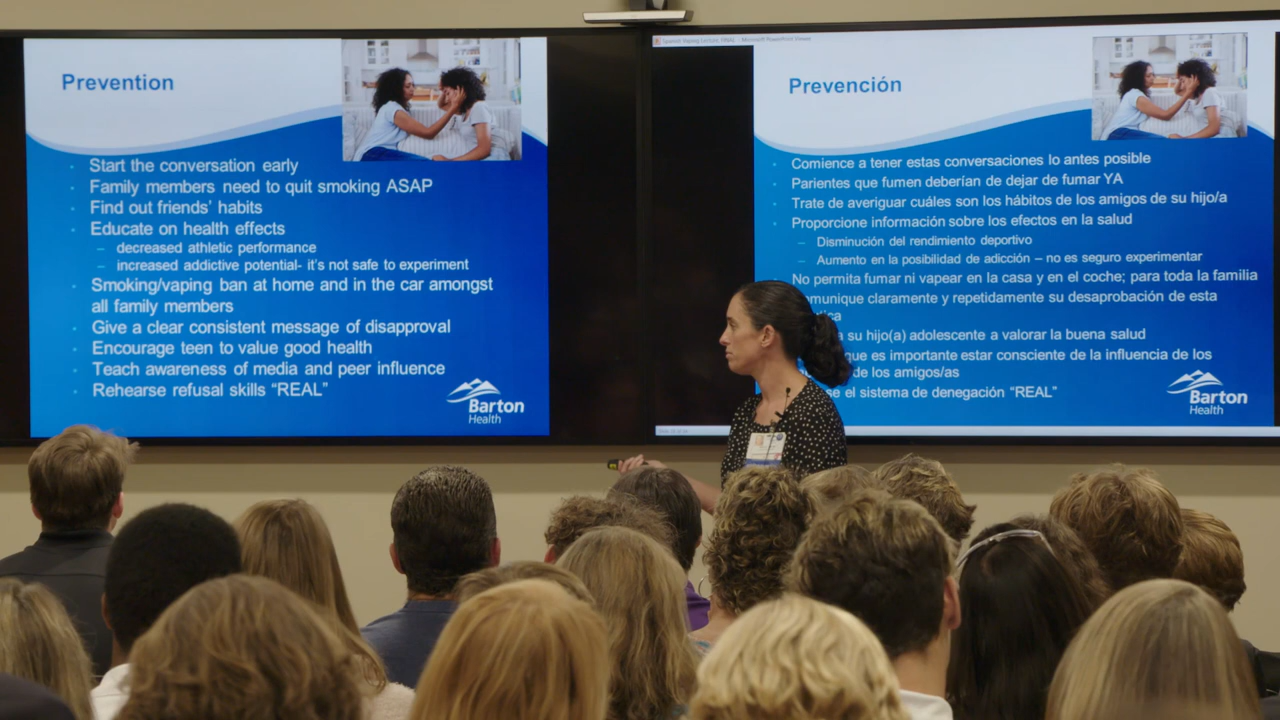 Prevention
Start the conversation early
Family members need to quit smoking ASAP
Find out friends' habits
Educate on health effects
– decreased athletic performance
– increased addictive potential- it's not safe to experiment
Smoking/vaping ban at home and in the car amongst
all family members
Give a clear consistent message of disapproval
Encourage teen to value good health
Teach awareness of media and peer influence
Rehearse refusal skills “REAL”
Barton
Health
Microsoft PowerPoint Viewer
Prevención
Comience a tener estas conversaciones lo antes posible
Parientes que fumen deberían de dejar de fumar YA
Trate de averiguar cuáles son los hábitos de los amigos de su hijo/a
Proporcione información sobre los efectos en la salud
– Disminución del rendimiento deportivo
– Aumento en la posibilidad de adicción – no es seguro experimentar
No permita fumar ni vapear en la casa y en el coche; para toda la familia
omunique claramente y repetidamente su desaprobación de esta
tica
a su hijo(a) adolescente a valorar la buena salud
que es importante estar consciente de la influencia de los
de los amigos/as
se el sistema de denegación “REAL”
Barton
Health